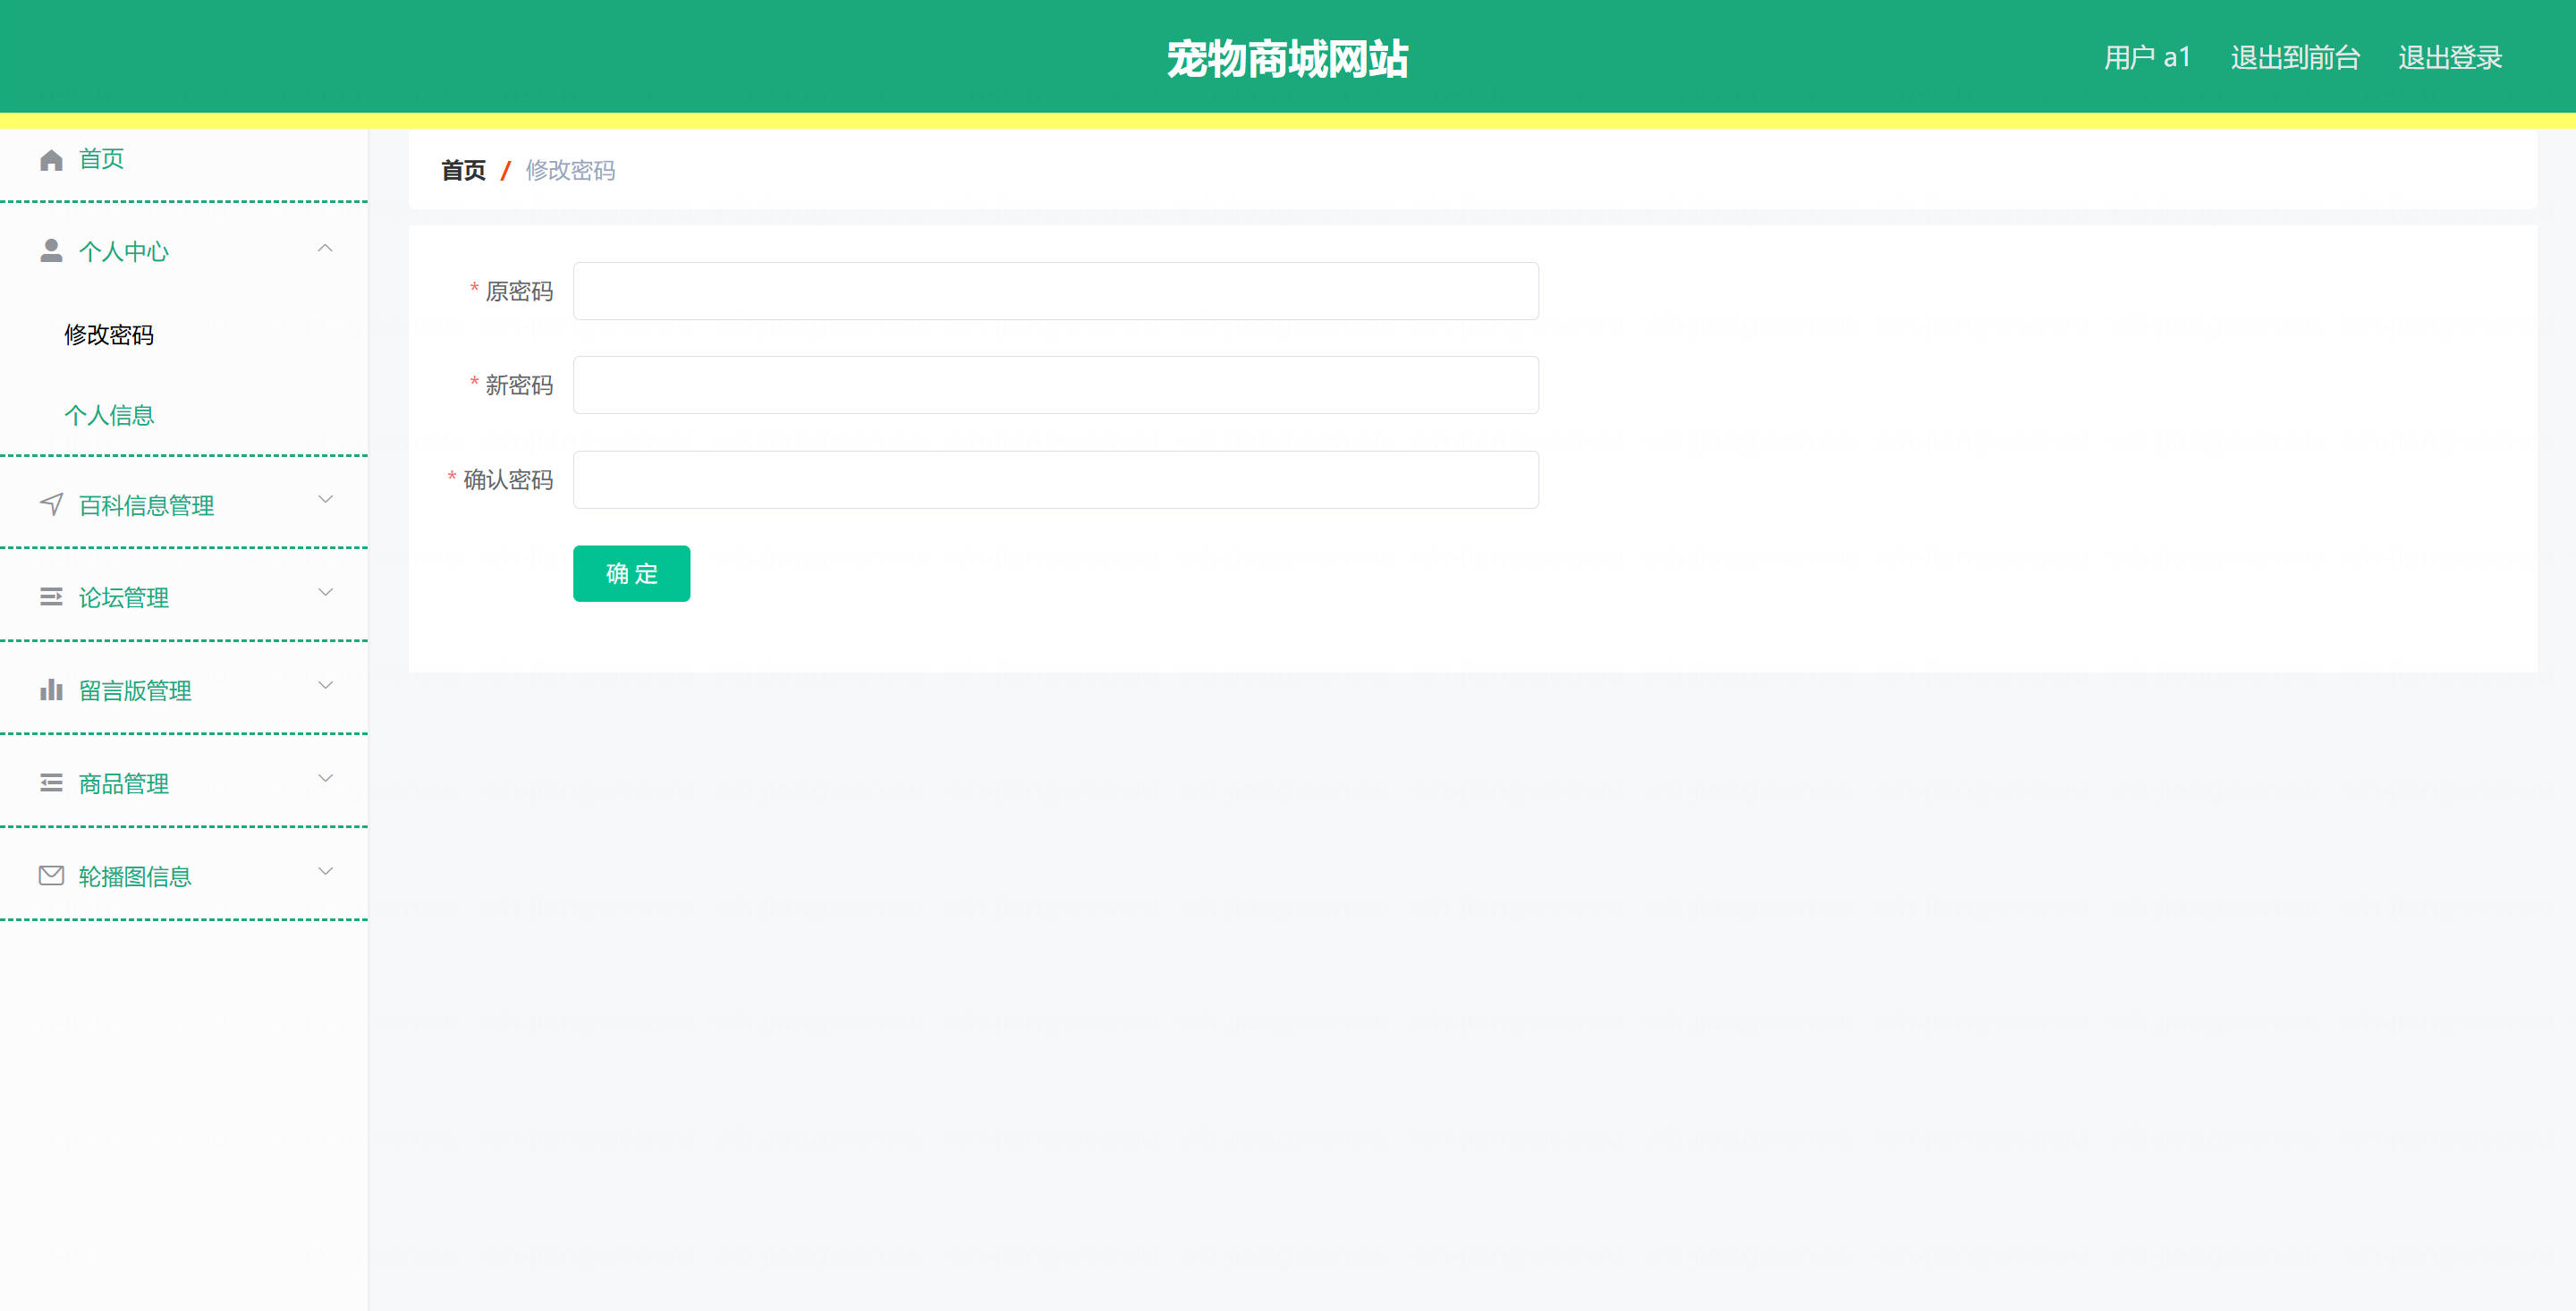 宠物商城网站
用户 a1 退出到前台 退出登录
首页
个人中心
修改密码
个人信息
百科信息管理
论坛管理
留言版管理
商品管理
轮播图信息
首页 / 修改密码
* 原密码
* 新密码
* 确认密码
确 定